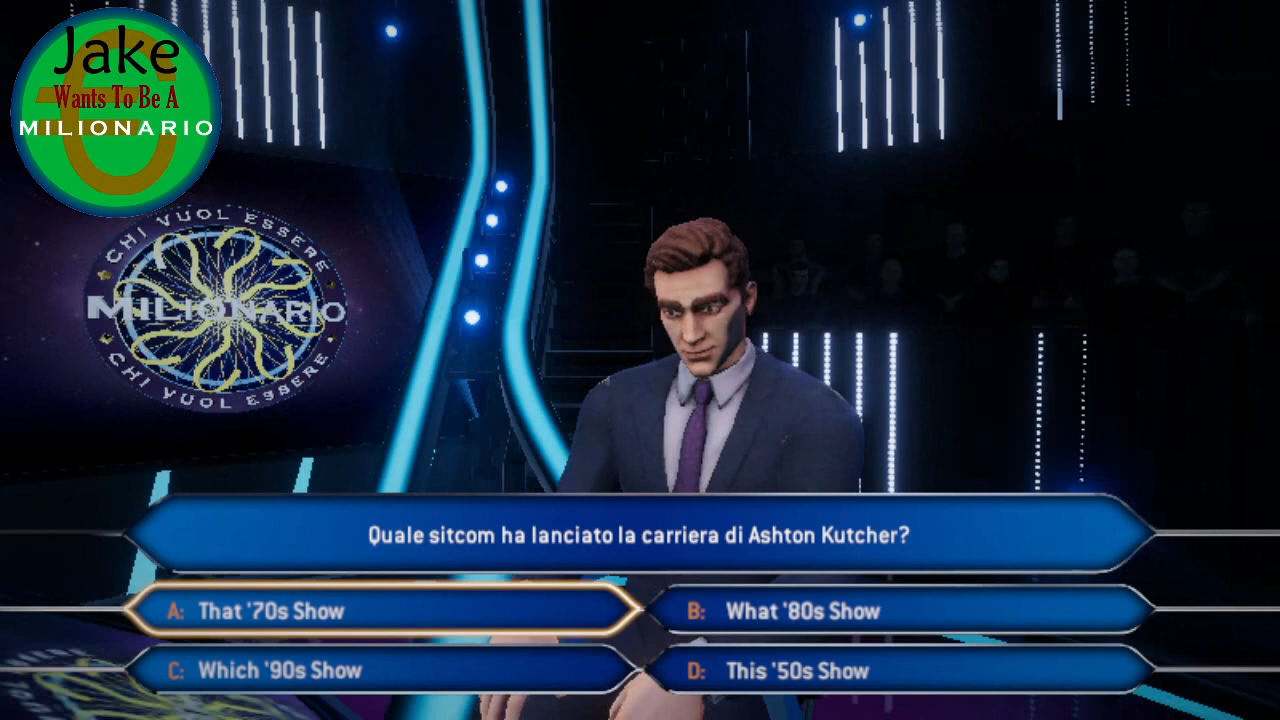 Jake
Wants To Be A
MILIONARIO
CHI VUOL ESSERE
MILIONARIO
CHI VUOL ESSERE
Quale sitcom ha lanciato la carriera di Ashton Kutcher?
A: That '70s Show
B: What '80s Show
C: Which '90s Show
D: This '50s Show